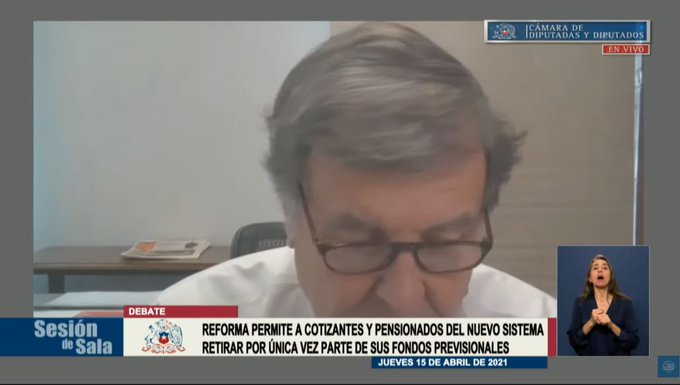 CÁMARA DE
DIPUTADAS Y DIPUTADOS
EN VIVO
DEBATE
Sesión
de Sala
REFORMA PERMITE A COTIZANTES Y PENSIONADOS DEL NUEVO SISTEMA
RETIRAR POR ÚNICA VEZ PARTE DE SUS FONDOS PREVISIONALES
JUEVES 15 DE ABRIL DE 2021